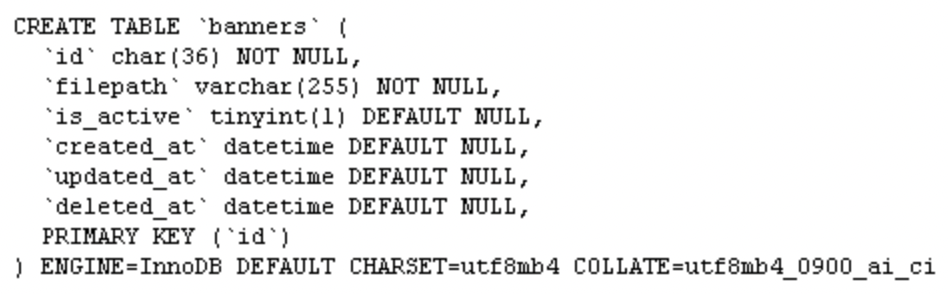 CREATE TABLE `banners` (
  `id` char(36) NOT NULL,
  `filepath` varchar(255) NOT NULL,
  `is_active` tinyint(1) DEFAULT NULL,
  `created_at` datetime DEFAULT NULL,
  `updated_at` datetime DEFAULT NULL,
  `deleted_at` datetime DEFAULT NULL,
  PRIMARY KEY (`id`)
) ENGINE=InnoDB DEFAULT CHARSET=utf8mb4 COLLATE=utf8mb4_0900_ai_ci